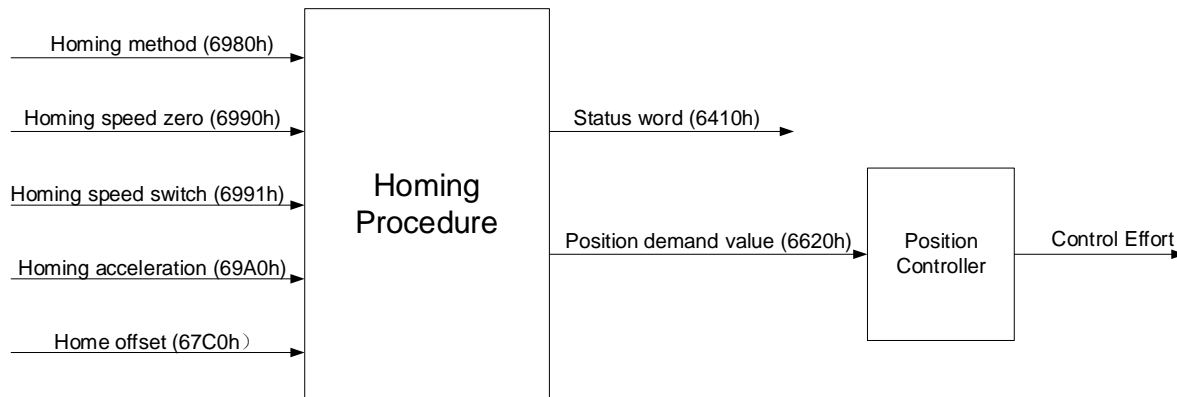 Homing method (6980h)
Homing speed zero (6990h)
Homing speed switch (6991h)
Homing acceleration (69A0h)
Home offset (67C0h）
Homing
Procedure
Status word (6410h)
Position demand value (6620h)
Position
Controller
Control Effort